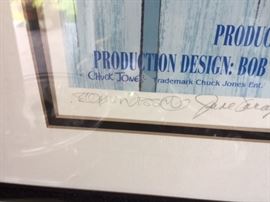 PRODUC
PRODUCTION DESIGN: BOB
CHUCK JONES Trademark Chuck Jones Ent.